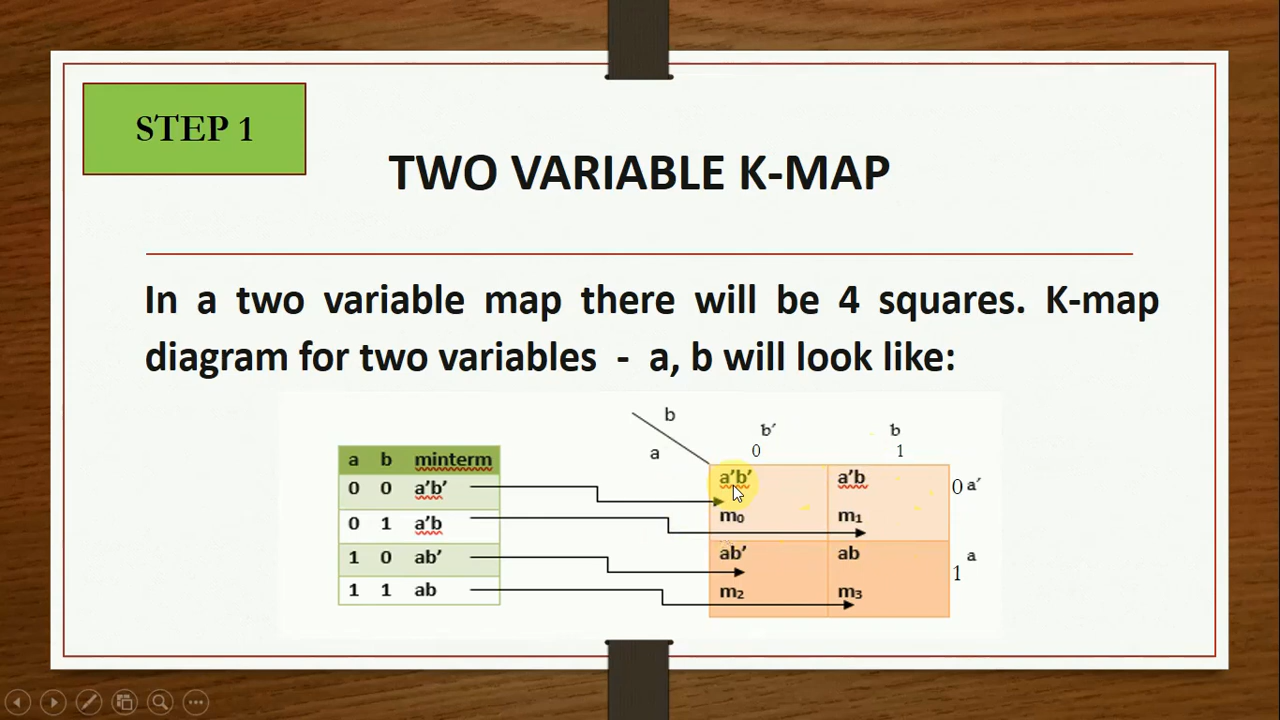 STEP 1
TWO VARIABLE K-MAP
In a two variable map there will be 4 squares. K-map
diagram for two variables - a, b will look like:
b
a
b′ b
0 1
a b minterm
0 0 a’b’
0 1 a’b
1 0 ab’
1 1 ab
a’b’ a’b 0 a′
m₀ m₁
ab’ ab a
1
m₂ m₃